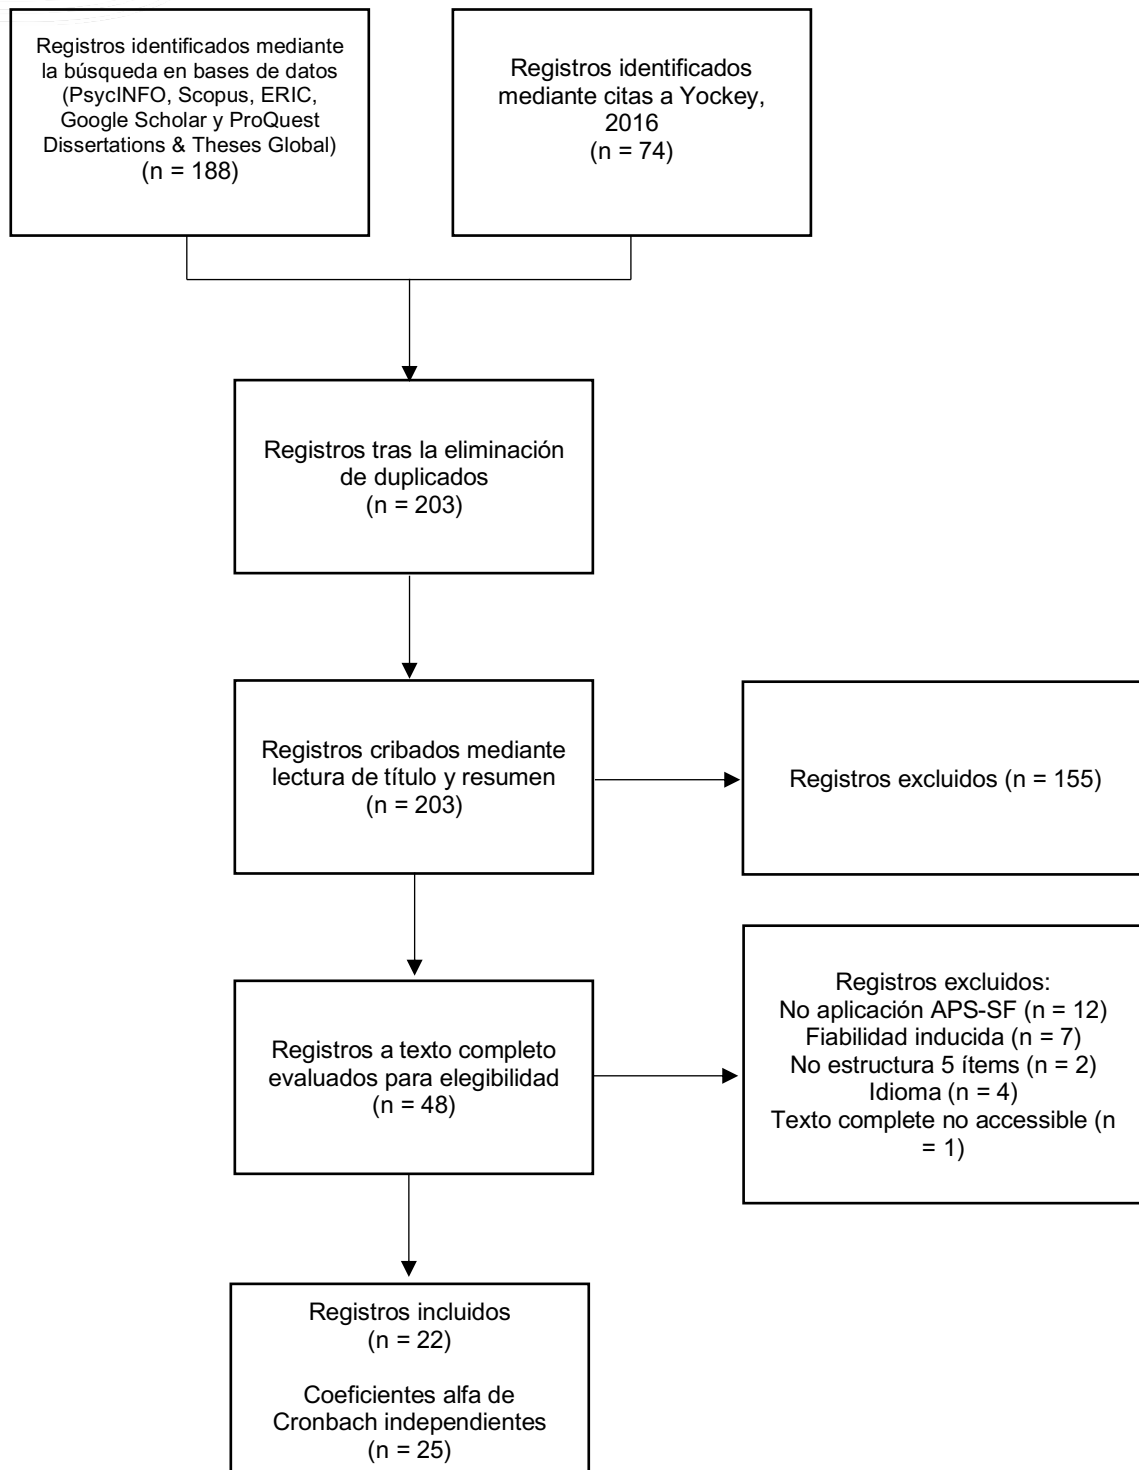 Registros identificados mediante
la búsqueda en bases de datos
(PsycINFO, Scopus, ERIC,
Google Scholar y ProQuest
Dissertations & Theses Global)
(n = 188)
Registros identificados
mediante citas a Yockey,
2016
(n = 74)
Registros tras la eliminación
de duplicados
(n = 203)
Registros cribados mediante
lectura de título y resumen
(n = 203)
Registros excluidos (n = 155)
Registros a texto completo
evaluados para elegibilidad
(n = 48)
Registros excluidos:
No aplicación APS-SF (n = 12)
Fiabilidad inducida (n = 7)
No estructura 5 ítems (n = 2)
Idioma (n = 4)
Texto complete no accessible (n
= 1)
Registros incluidos
(n = 22)
Coeficientes alfa de
Cronbach independientes
(n = 25)